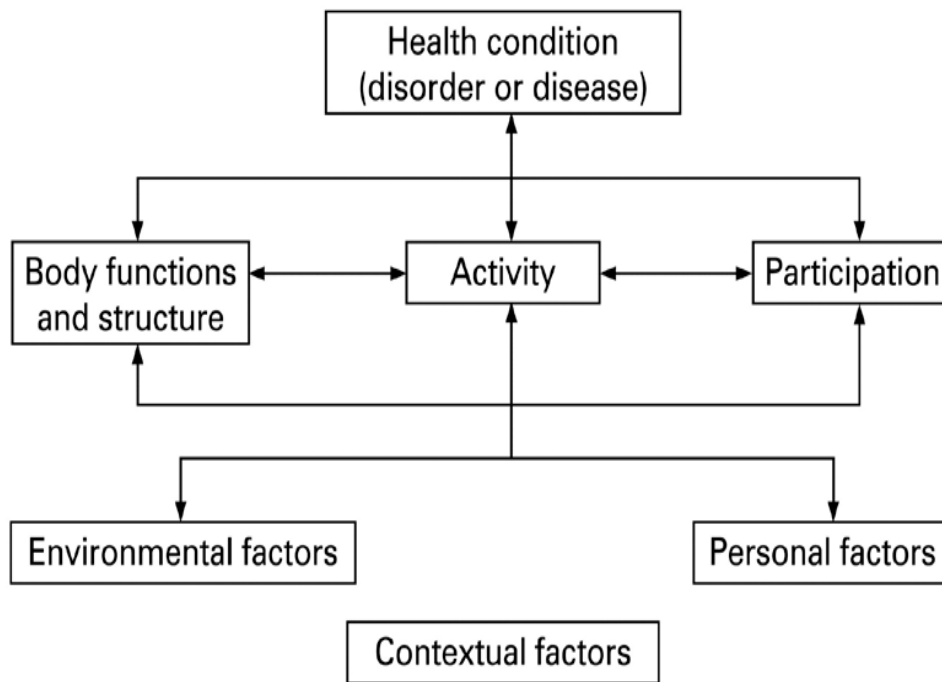 Health condition
(disorder or disease)
Body functions
and structure
Activity
Participation
Environmental factors
Personal factors
Contextual factors